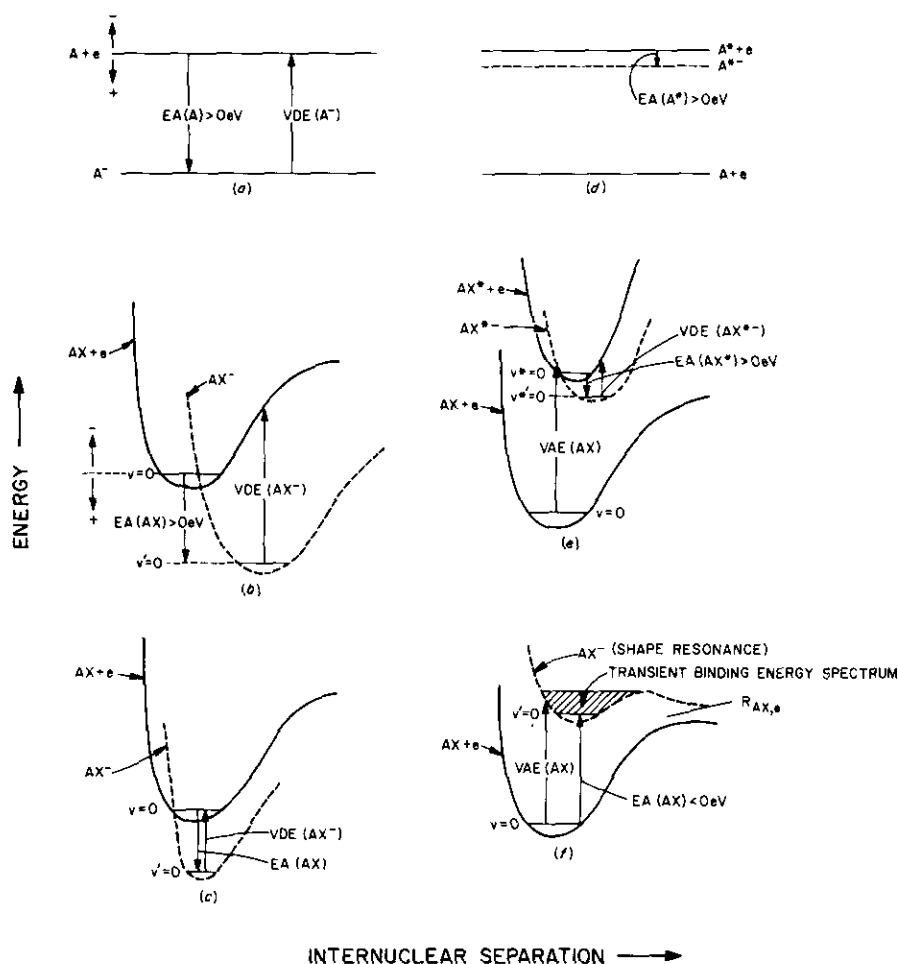 A+e
−
+
EA(A)>0eV
VDE(A⁻)
A⁻
(a)
A*+e
A*−
EA(A*)>0eV
A+e
(d)
AX+e
AX⁻
−
+
v=0
EA(AX)>0eV
VDE(AX⁻)
v'=0
(b)
AX*+e
AX*−
VDE(AX*−)
EA(AX*)>0eV
v*=0
v*'=0
AX+e
VAE(AX)
v=0
(e)
AX+e
AX⁻
v=0
VDE(AX⁻)
EA(AX)
v'=0
(c)
AX⁻ (SHAPE RESONANCE)
TRANSIENT BINDING ENERGY SPECTRUM
v'=0
R_AX,e
AX+e
VAE(AX)
EA(AX)<0eV
v=0
(f)
ENERGY
INTERNUCLEAR SEPARATION